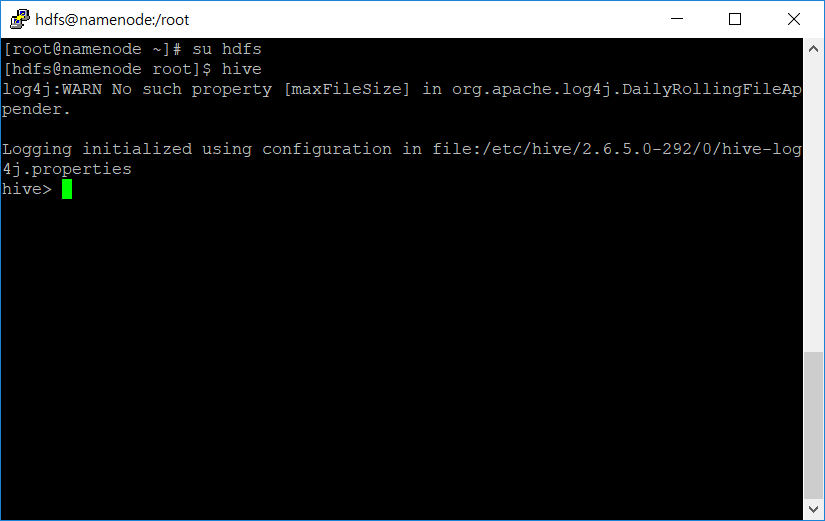 hdfs@namenode:/root
[root@namenode ~]# su hdfs
[hdfs@namenode root]$ hive
log4j:WARN No such property [maxFileSize] in org.apache.log4j.DailyRollingFileAp
pender.
Logging initialized using configuration in file:/etc/hive/2.6.5.0-292/0/hive-log
4j.properties
hive>